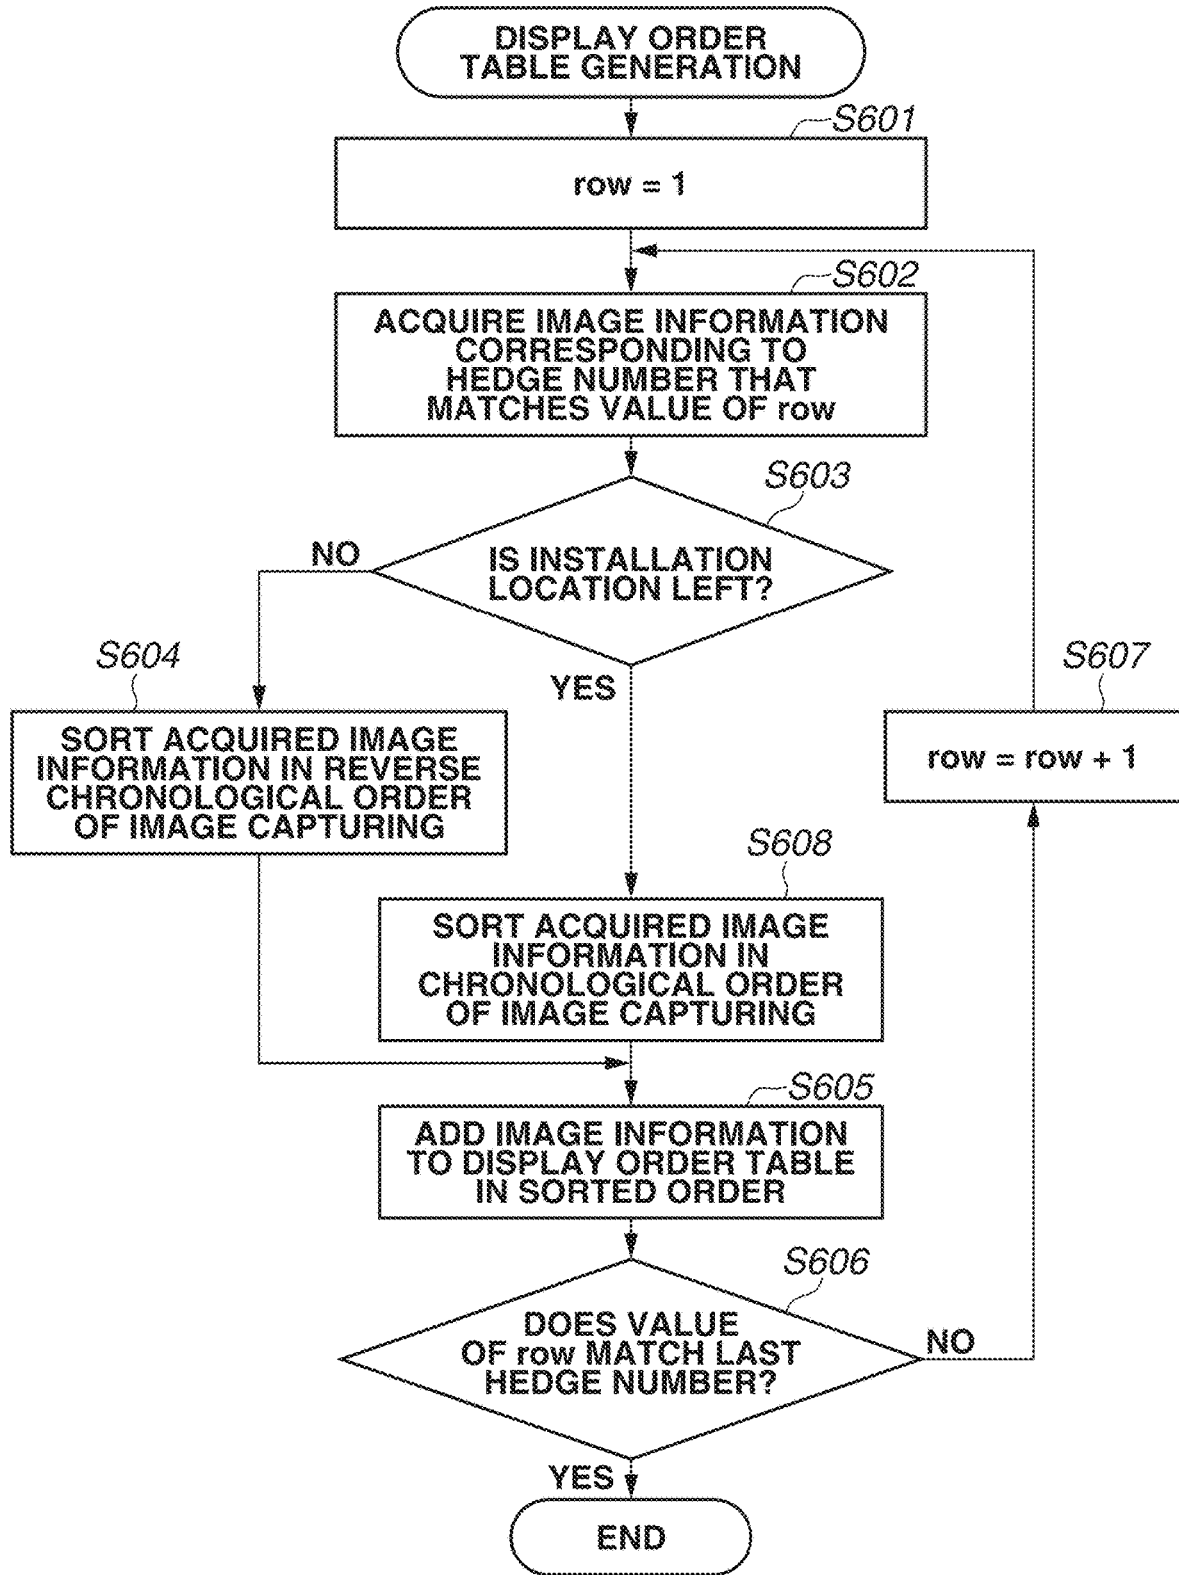 DISPLAY ORDER
TABLE GENERATION
S601
row = 1
S602
ACQUIRE IMAGE INFORMATION
CORRESPONDING TO
HEDGE NUMBER THAT
MATCHES VALUE OF row
S603
IS INSTALLATION
LOCATION LEFT?
NO
YES
S604
SORT ACQUIRED IMAGE
INFORMATION IN REVERSE
CHRONOLOGICAL ORDER
OF IMAGE CAPTURING
S607
row = row + 1
S608
SORT ACQUIRED IMAGE
INFORMATION IN
CHRONOLOGICAL ORDER
OF IMAGE CAPTURING
S605
ADD IMAGE INFORMATION
TO DISPLAY ORDER TABLE
IN SORTED ORDER
S606
DOES VALUE
OF row MATCH LAST
HEDGE NUMBER?
NO
YES
END